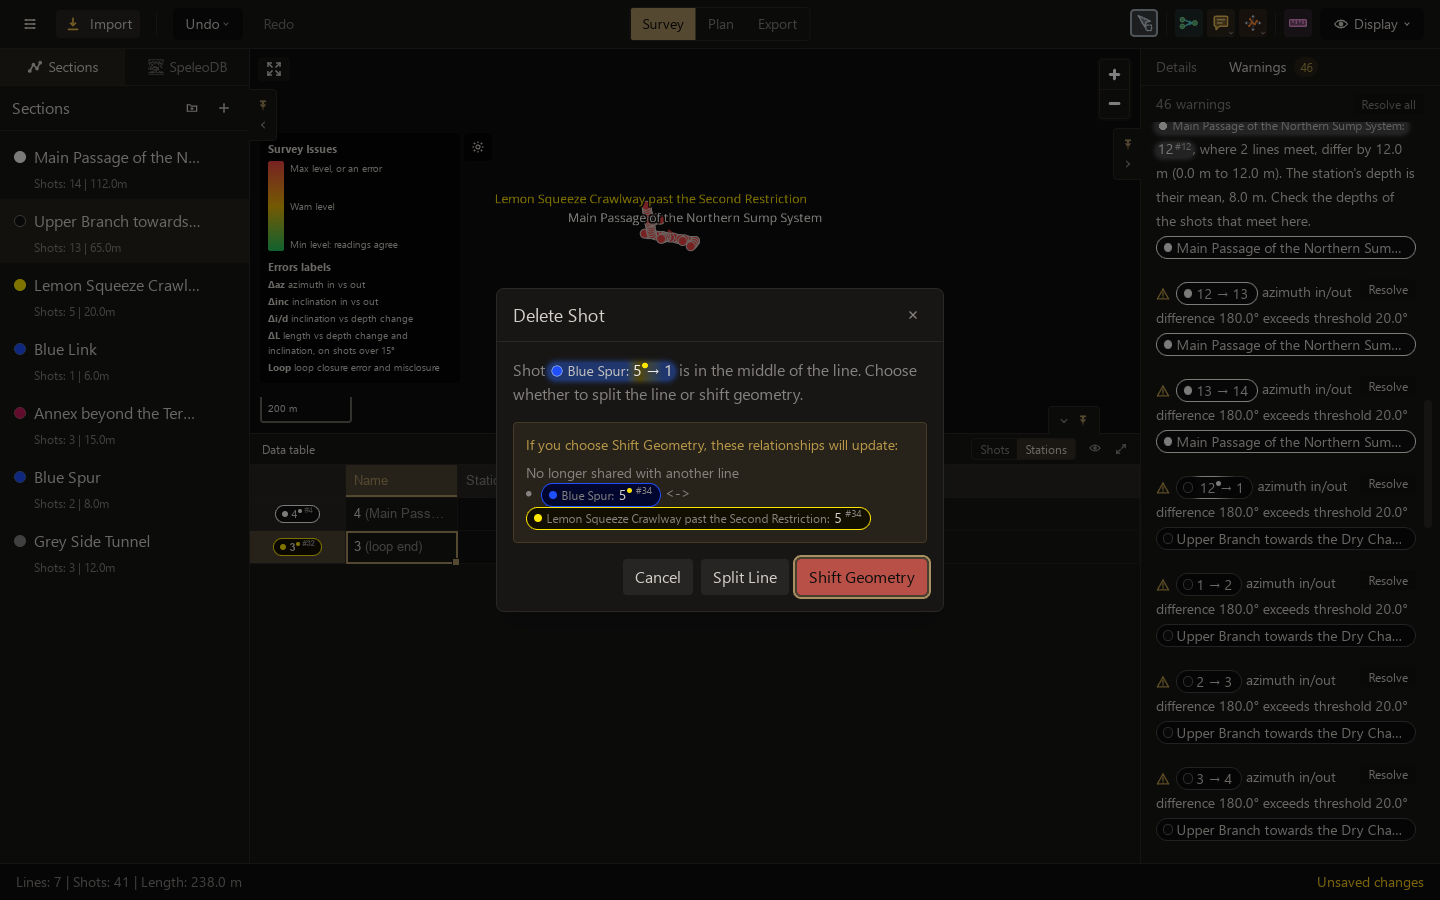 Import
Undo
Redo
Survey
Plan
Export
Display
Sections
SpeleoDB
Sections
Main Passage of the N...
Shots: 14 | 112.0m
Upper Branch towards...
Shots: 13 | 65.0m
Lemon Squeeze Crawl...
Shots: 5 | 20.0m
Blue Link
Shots: 1 | 6.0m
Annex beyond the Ter...
Shots: 3 | 15.0m
Blue Spur
Shots: 2 | 8.0m
Grey Side Tunnel
Shots: 3 | 12.0m
Survey Issues
Max level, or an error
Warn level
Min level: readings agree
Errors labels
Δaz azimuth in vs out
Δinc inclination in vs out
Δi/d inclination vs depth change
ΔL length vs depth change and
inclination, on shots over 15°
Loop loop closure error and misclosure
200 m
Lemon Squeeze Crawlway past the Second Restriction
Main Passage of the Northern Sump System
Data table
Shots
Stations
Name
Static
4 #4
4 (Main Pass...
3 #32
3 (loop end)
Delete Shot
Shot Blue Spur: 5 → 1 is in the middle of the line. Choose
whether to split the line or shift geometry.
If you choose Shift Geometry, these relationships will update:
No longer shared with another line
• Blue Spur: 5 #34 <->
Lemon Squeeze Crawlway past the Second Restriction: 5 #34
Cancel
Split Line
Shift Geometry
Details
Warnings 46
46 warnings
Resolve all
Main Passage of the Northern Sump System:
12 #12, where 2 lines meet, differ by 12.0
m (0.0 m to 12.0 m). The station's depth is
their mean, 8.0 m. Check the depths of
the shots that meet here.
Main Passage of the Northern Sum...
12 → 13 azimuth in/out Resolve
difference 180.0° exceeds threshold 20.0°
Main Passage of the Northern Sum...
13 → 14 azimuth in/out Resolve
difference 180.0° exceeds threshold 20.0°
Main Passage of the Northern Sum...
12 → 1 azimuth in/out Resolve
difference 180.0° exceeds threshold 20.0°
Upper Branch towards the Dry Cha...
1 → 2 azimuth in/out Resolve
difference 180.0° exceeds threshold 20.0°
Upper Branch towards the Dry Cha...
2 → 3 azimuth in/out Resolve
difference 180.0° exceeds threshold 20.0°
Upper Branch towards the Dry Cha...
3 → 4 azimuth in/out Resolve
difference 180.0° exceeds threshold 20.0°
Upper Branch towards the Dry Cha...
Lines: 7 | Shots: 41 | Length: 238.0 m
Unsaved changes